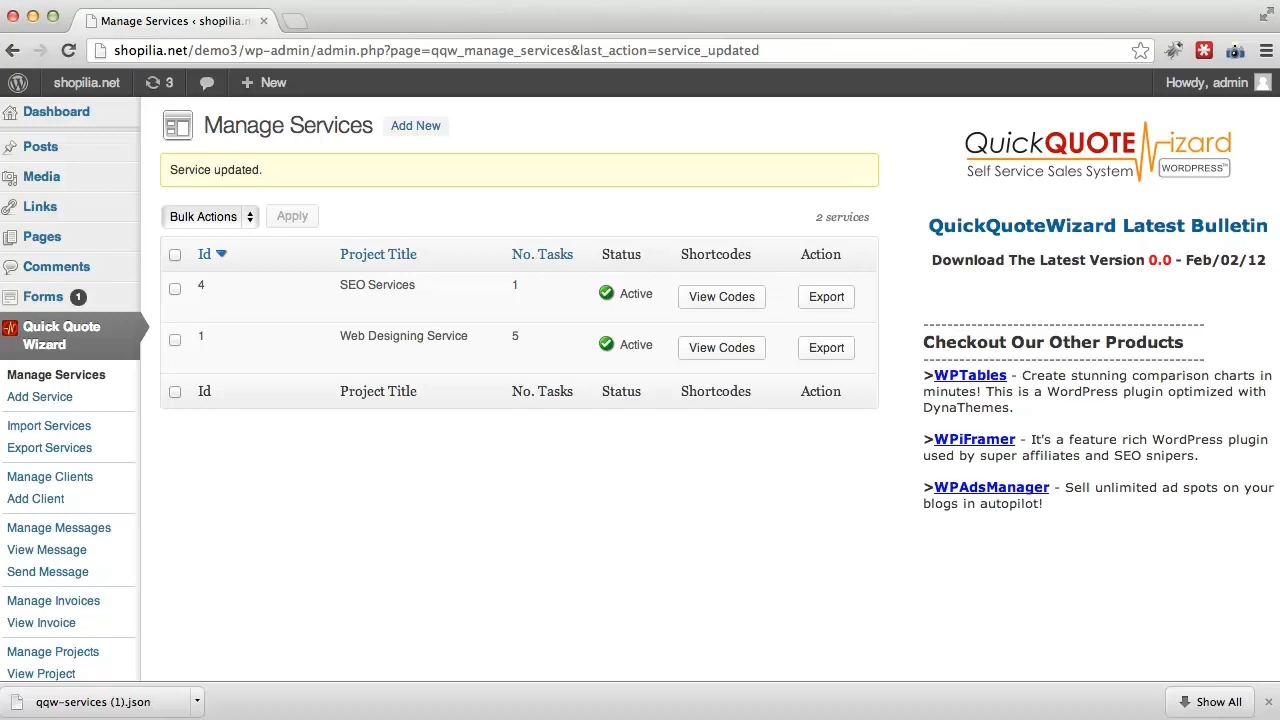 Manage Services ‹ shopilia.n
shopilia.net/demo3/wp-admin/admin.php?page=qqw_manage_services&last_action=service_updated
shopilia.net 3 + New Howdy, admin
Dashboard
Posts
Media
Links
Pages
Comments
Forms 1
Quick Quote
Wizard
Manage Services
Add Service
Import Services
Export Services
Manage Clients
Add Client
Manage Messages
View Message
Send Message
Manage Invoices
View Invoice
Manage Projects
View Project
Manage Services Add New
Service updated.
Bulk Actions Apply 2 services
Id Project Title No. Tasks Status Shortcodes Action
4 SEO Services 1 Active View Codes Export
1 Web Designing Service 5 Active View Codes Export
Id Project Title No. Tasks Status Shortcodes Action
QuickQUOTEWizard
Self Service Sales System WORDPRESS™
QuickQuoteWizard Latest Bulletin
Download The Latest Version 0.0 - Feb/02/12
----------------------------------------
Checkout Our Other Products
----------------------------------------
>WPTables - Create stunning comparison charts in
minutes! This is a WordPress plugin optimized with
DynaThemes.
>WPiFramer - It's a feature rich WordPress plugin
used by super affiliates and SEO snipers.
>WPAdsManager - Sell unlimited ad spots on your
blogs in autopilot!
qqw-services (1).json Show All